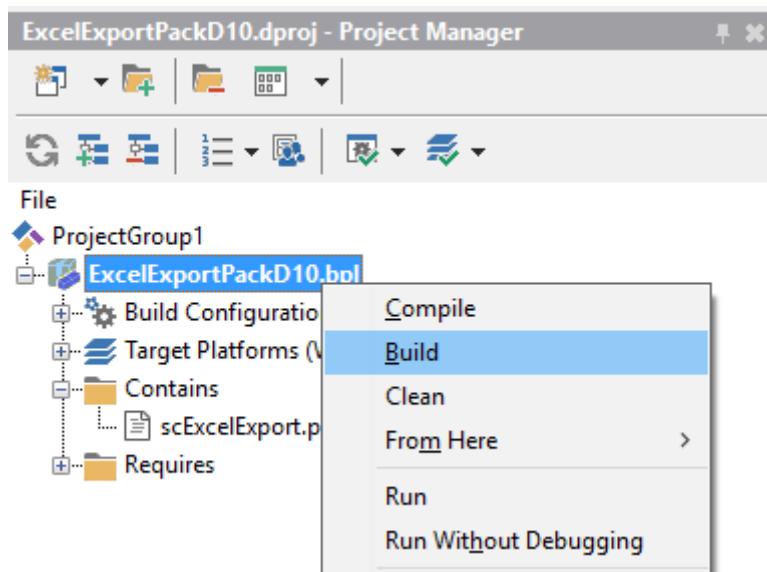 ExcelExportPackD10.dproj - Project Manager
File
ProjectGroup1
ExcelExportPackD10.bpl
Build Configuratio
Compile
Target Platforms (
Build
Contains
Clean
scExcelExport.p
From Here
Requires
Run
Run Without Debugging